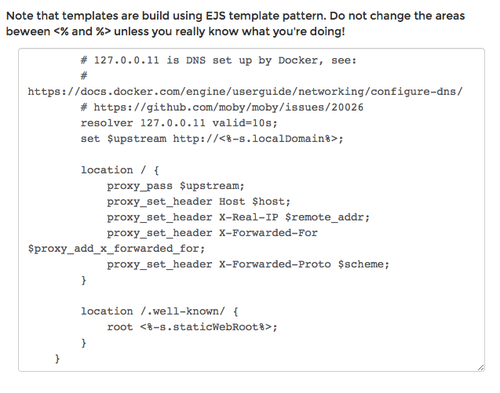 Note that templates are build using EJS template pattern. Do not change the areas
beween <% and %> unless you really know what you're doing!
# 127.0.0.11 is DNS set up by Docker, see:
#
https://docs.docker.com/engine/userguide/networking/configure-dns/
# https://github.com/moby/moby/issues/20026
resolver 127.0.0.11 valid=10s;
set $upstream http://<%-s.localDomain%>;
location / {
proxy_pass $upstream;
proxy_set_header Host $host;
proxy_set_header X-Real-IP $remote_addr;
proxy_set_header X-Forwarded-For
$proxy_add_x_forwarded_for;
proxy_set_header X-Forwarded-Proto $scheme;
}
location /.well-known/ {
root <%-s.staticWebRoot%>;
}
}